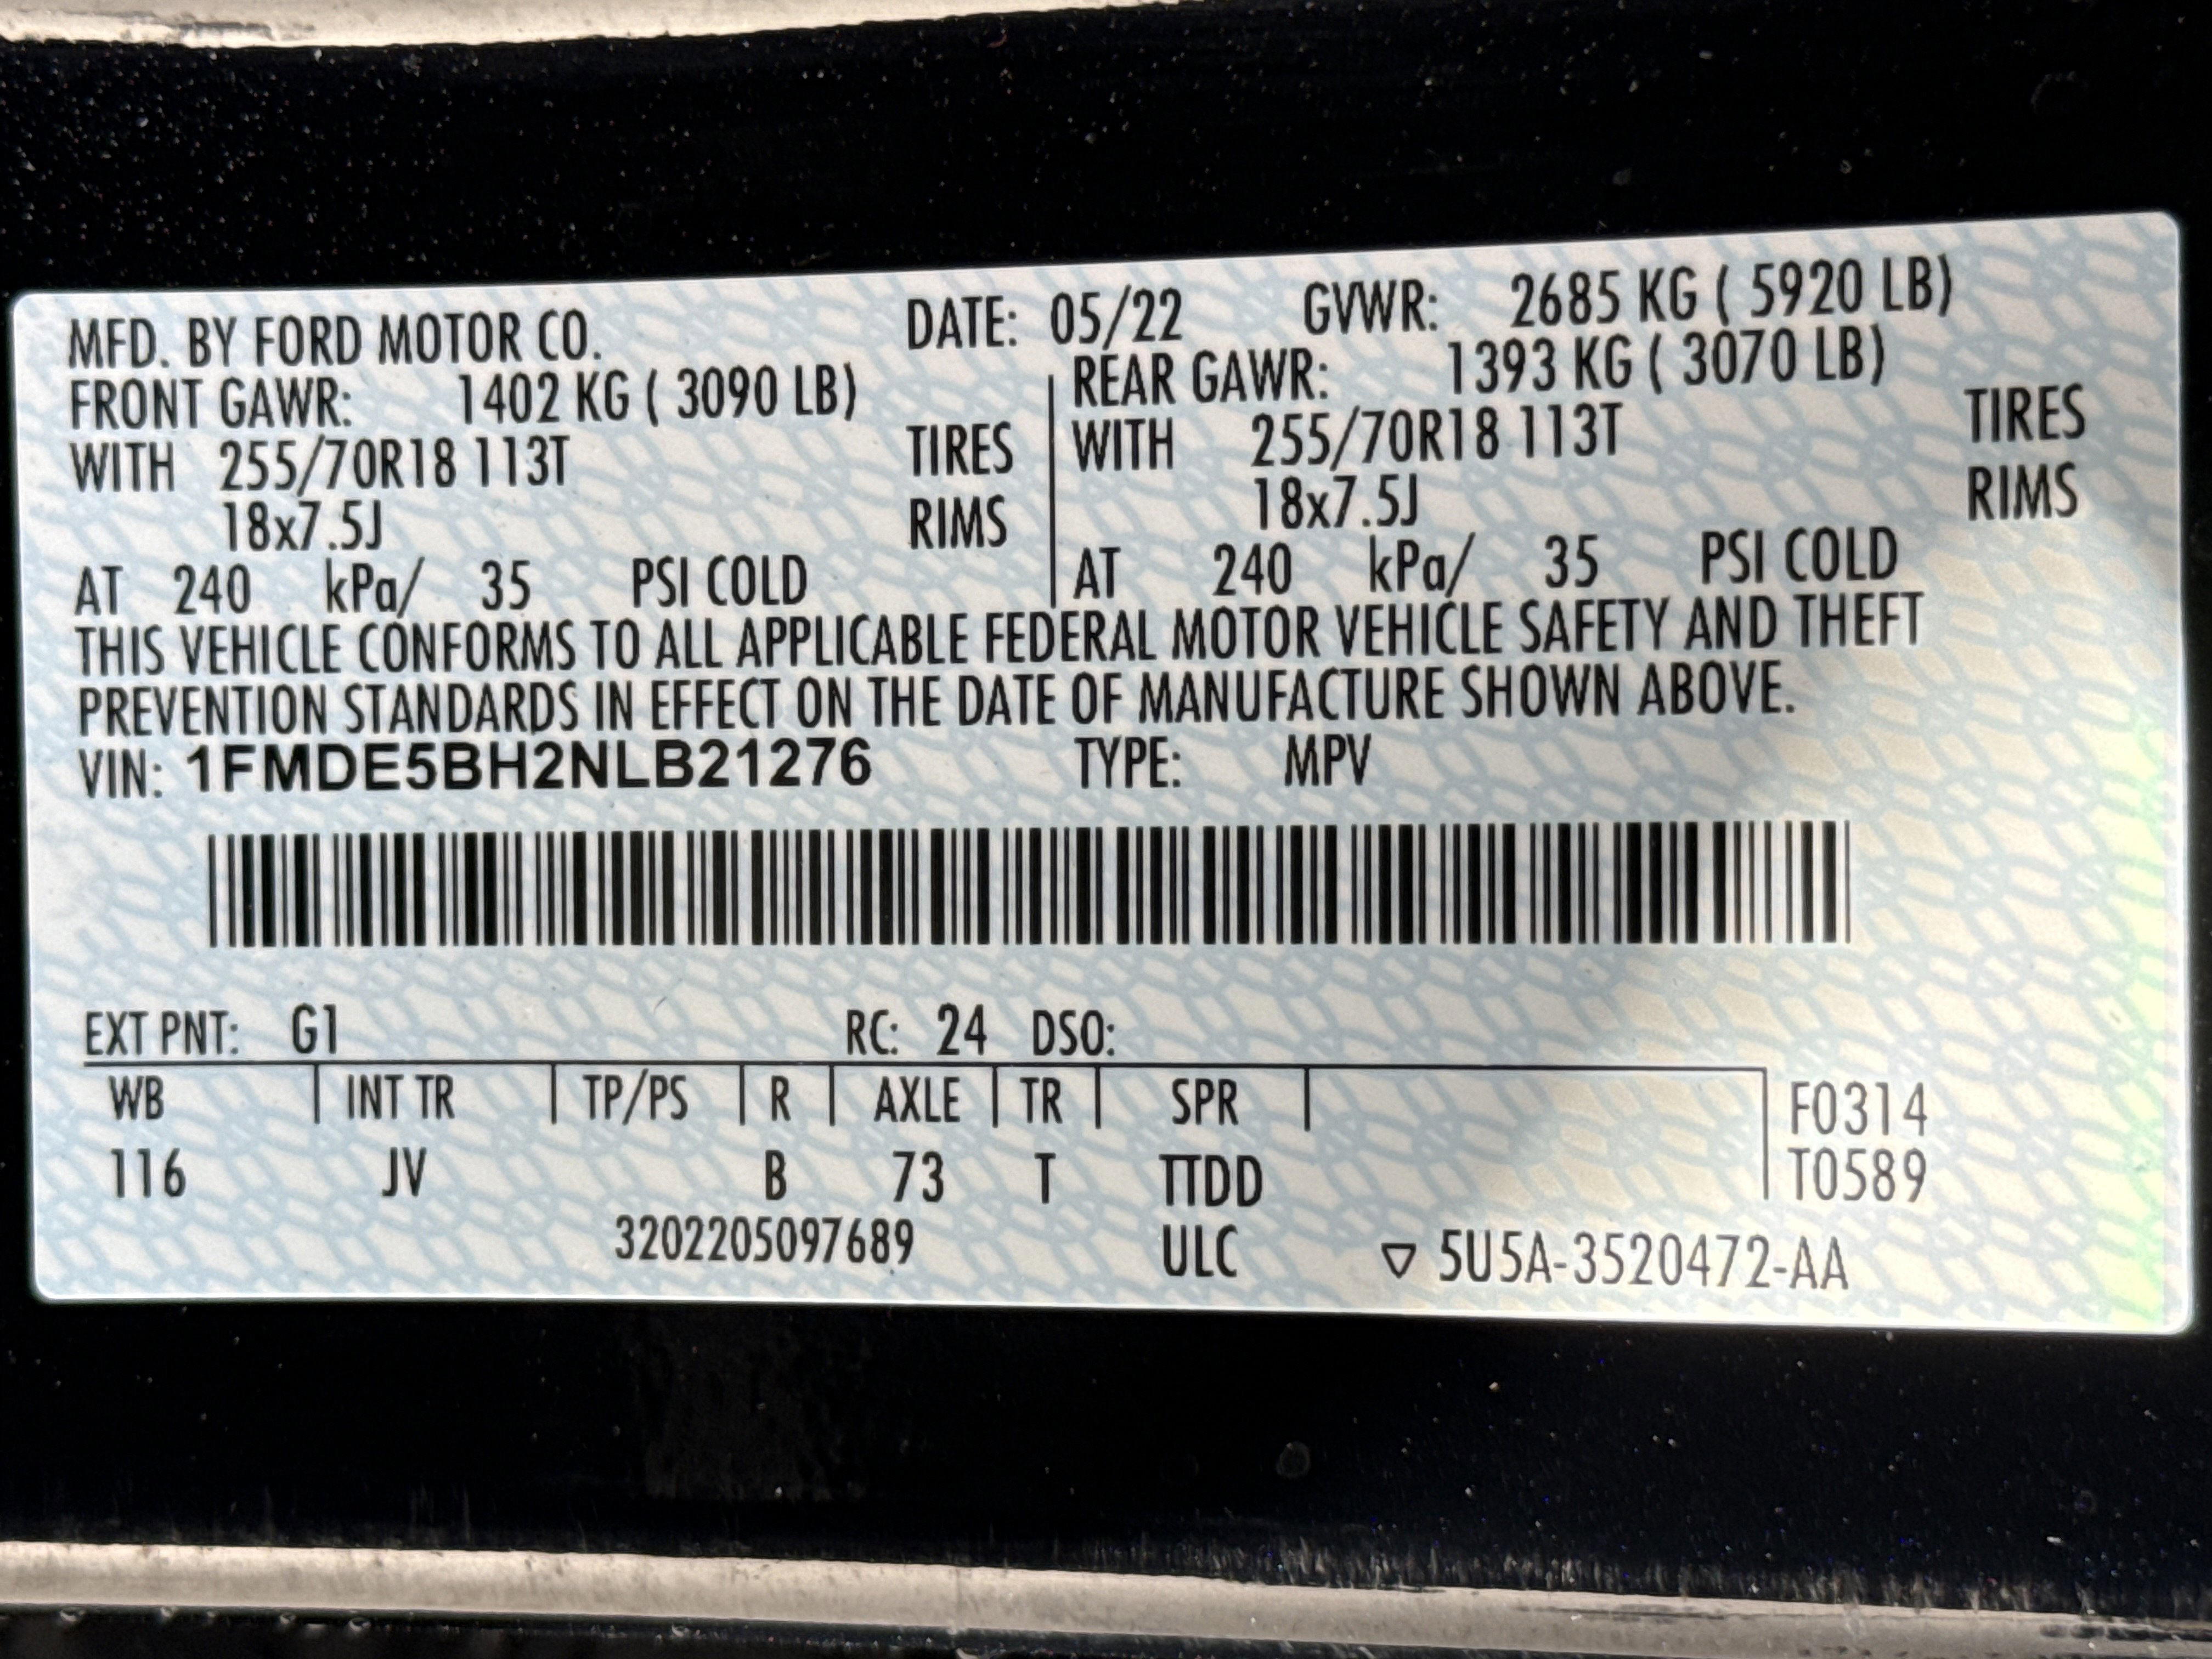 MFD. BY FORD MOTOR CO. DATE: 05/22 GVWR: 2685 KG ( 5920 LB)
FRONT GAWR: 1402 KG ( 3090 LB) REAR GAWR: 1393 KG ( 3070 LB)
WITH 255/70R18 113T TIRES WITH 255/70R18 113T TIRES
18x7.5J RIMS 18x7.5J RIMS
AT 240 kPa/ 35 PSI COLD AT 240 kPa/ 35 PSI COLD
THIS VEHICLE CONFORMS TO ALL APPLICABLE FEDERAL MOTOR VEHICLE SAFETY AND THEFT
PREVENTION STANDARDS IN EFFECT ON THE DATE OF MANUFACTURE SHOWN ABOVE.
VIN: 1FMDE5BH2NLB21276 TYPE: MPV
EXT PNT: G1 RC: 24 DSO:
WB INT TR TP/PS R AXLE TR SPR F0314
116 JV B 73 T TTDD T0589
3202205097689 ULC ▽ 5U5A-3520472-AA